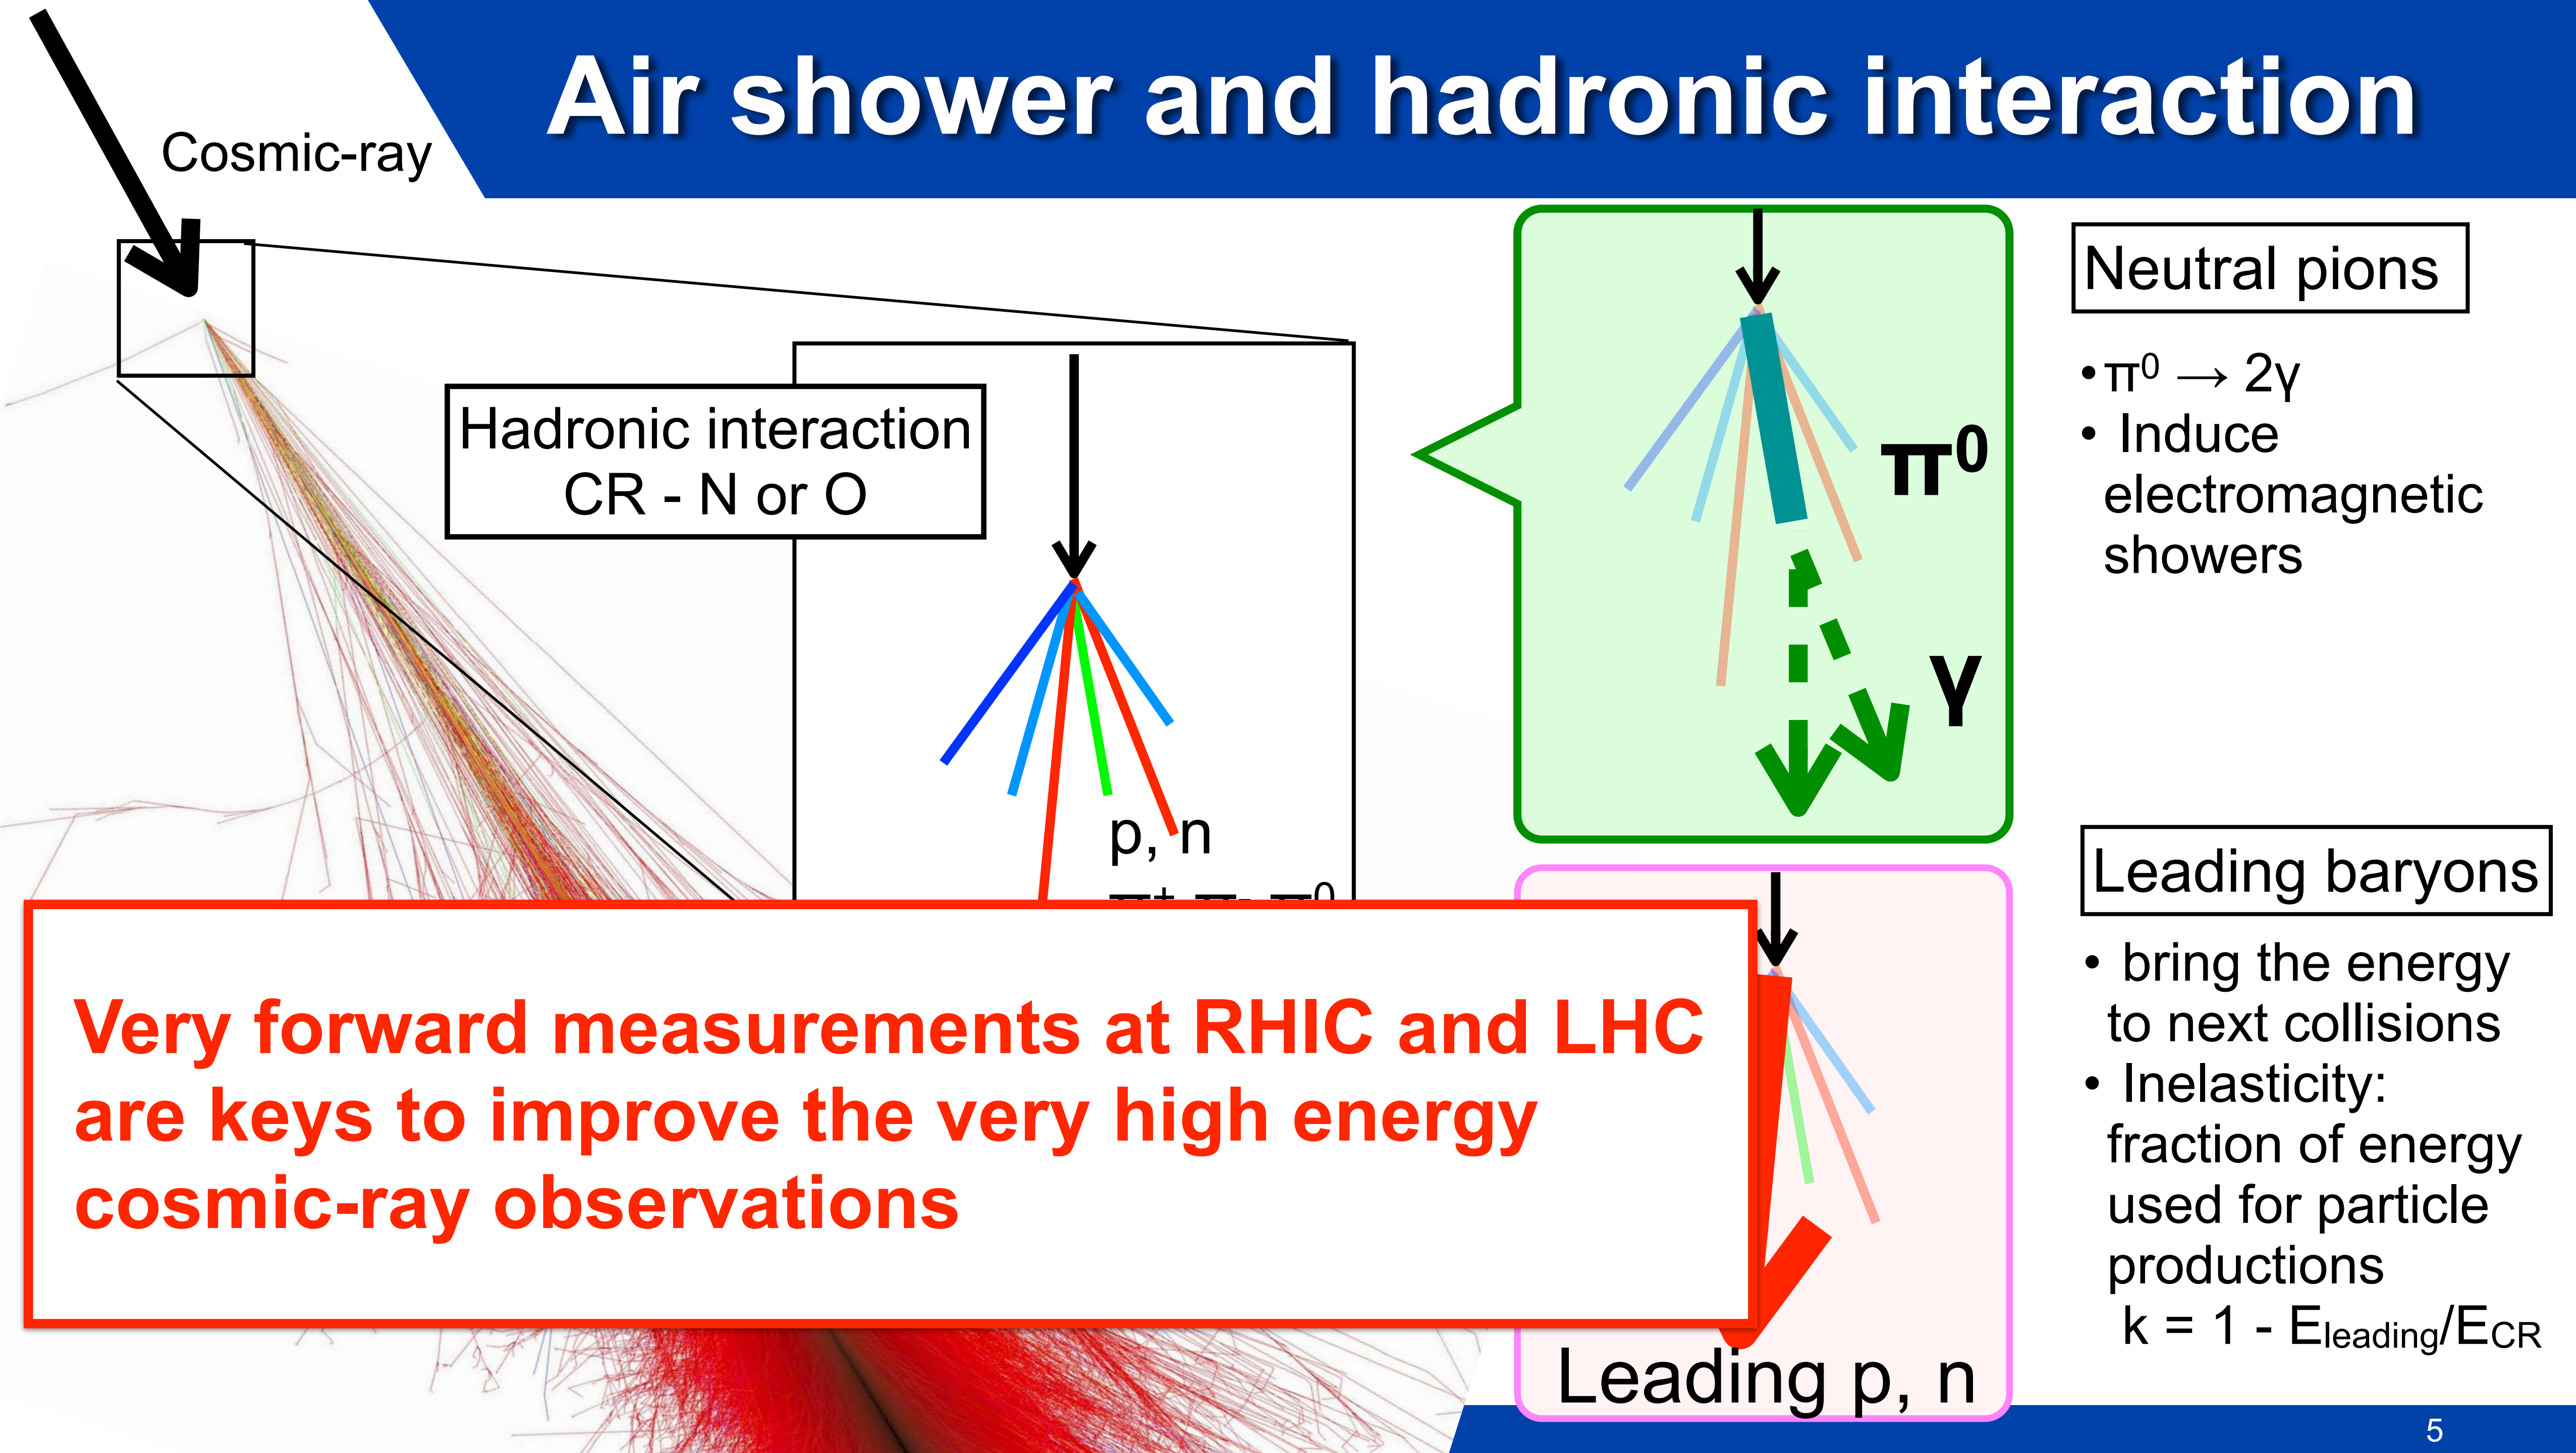 Air shower and hadronic interaction
Cosmic-ray
Hadronic interaction
CR - N or O
p, n
π⁰
γ
Neutral pions
•π⁰ → 2γ
• Induce
electromagnetic
showers
Leading baryons
• bring the energy
to next collisions
• Inelasticity:
fraction of energy
used for particle
productions
k = 1 - Eleading/ECR
Very forward measurements at RHIC and LHC
are keys to improve the very high energy
cosmic-ray observations
Leading p, n
5